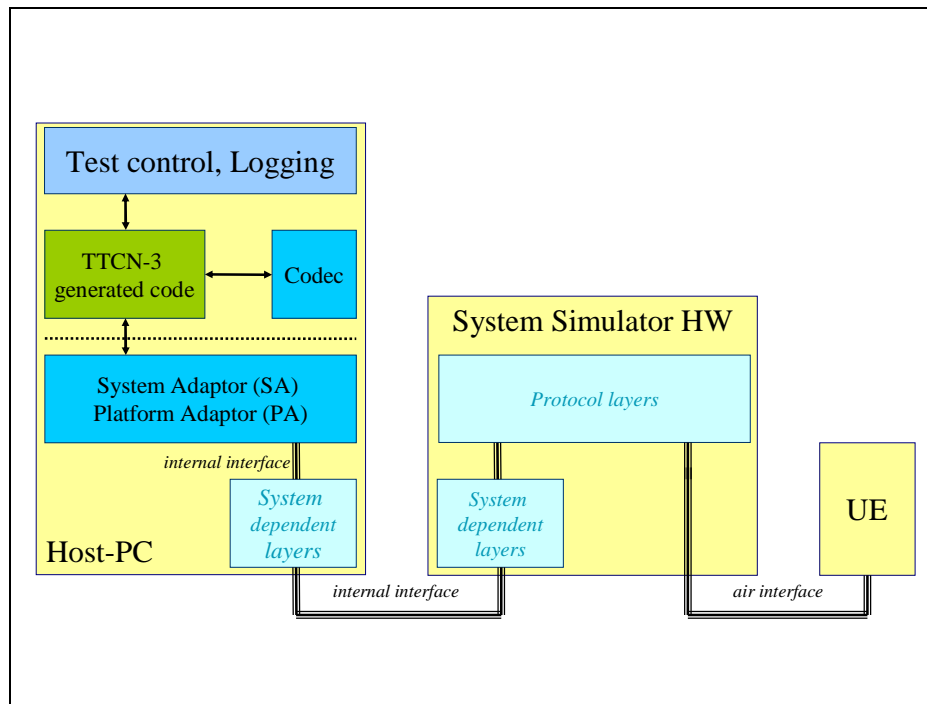 Test control, Logging
TTCN-3
generated code
Codec
System Adaptor (SA)
Platform Adaptor (PA)
internal interface
System
dependent
layers
Host-PC
internal interface
System Simulator HW
Protocol layers
System
dependent
layers
air interface
UE